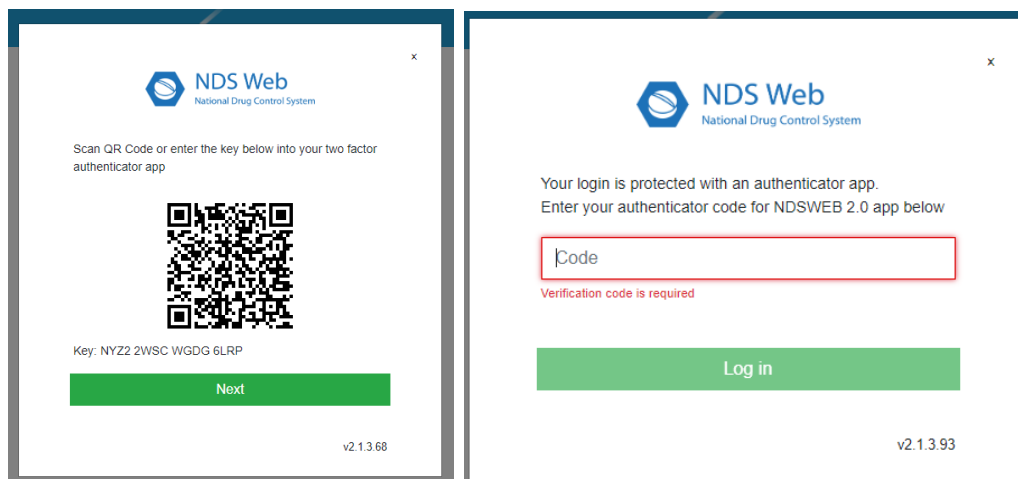 x
NDS Web
National Drug Control System
Scan QR Code or enter the key below into your two factor
authenticator app
Key: NYZ2 2WSC WGDG 6LRP
Next
v2.1.3.68
x
NDS Web
National Drug Control System
Your login is protected with an authenticator app.
Enter your authenticator code for NDSWEB 2.0 app below
Code
Verification code is required
Log in
v2.1.3.93